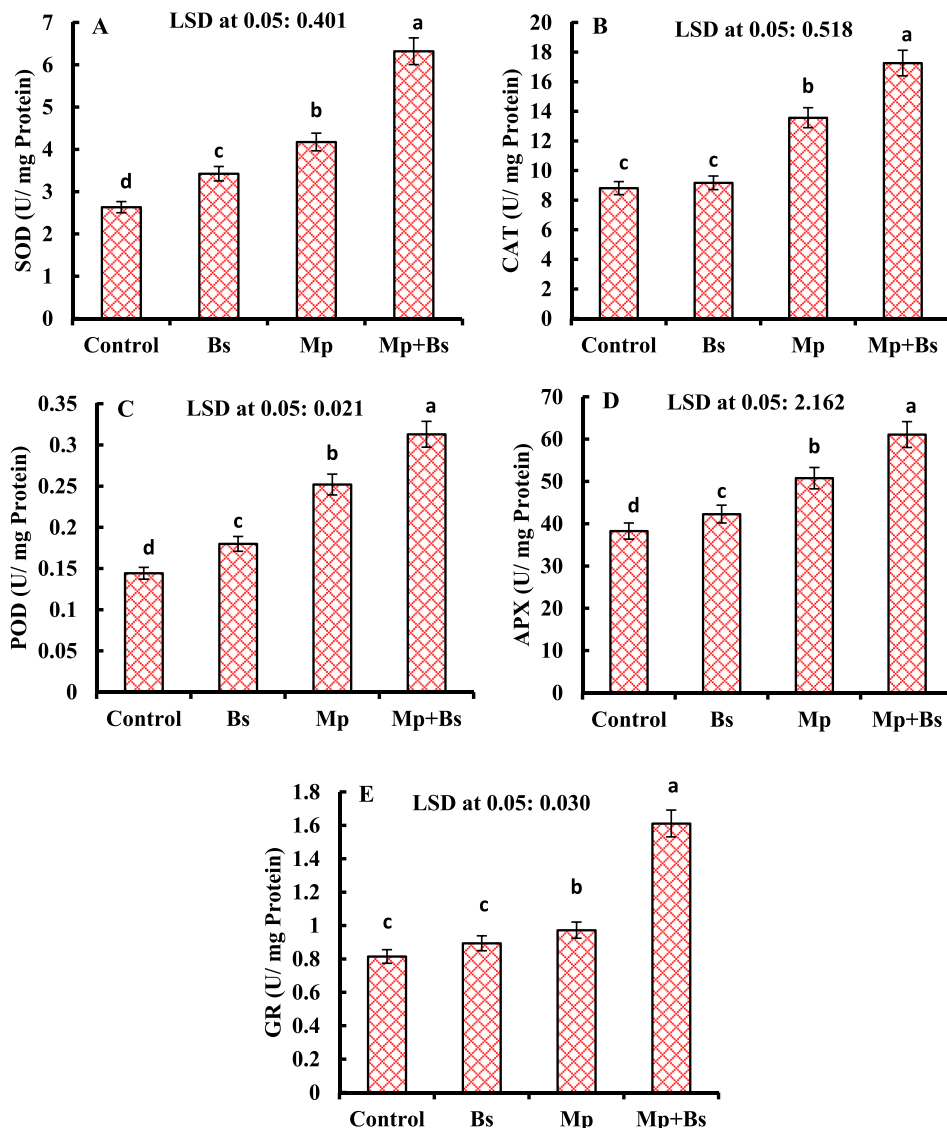 A
LSD at 0.05: 0.401
SOD (U/ mg Protein)
7
6
5
4
3
2
1
0
d
c
b
a
Control Bs Mp Mp+Bs
B
LSD at 0.05: 0.518
CAT (U/ mg Protein)
20
18
16
14
12
10
8
6
4
2
0
c
c
b
a
Control Bs Mp Mp+Bs
C
LSD at 0.05: 0.021
POD (U/ mg Protein)
0.35
0.3
0.25
0.2
0.15
0.1
0.05
0
d
c
b
a
Control Bs Mp Mp+Bs
D
LSD at 0.05: 2.162
APX (U/ mg Protein)
70
60
50
40
30
20
10
0
d
c
b
a
Control Bs Mp Mp+Bs
E
LSD at 0.05: 0.030
GR (U/ mg Protein)
1.8
1.6
1.4
1.2
1
0.8
0.6
0.4
0.2
0
c
c
b
a
Control Bs Mp Mp+Bs